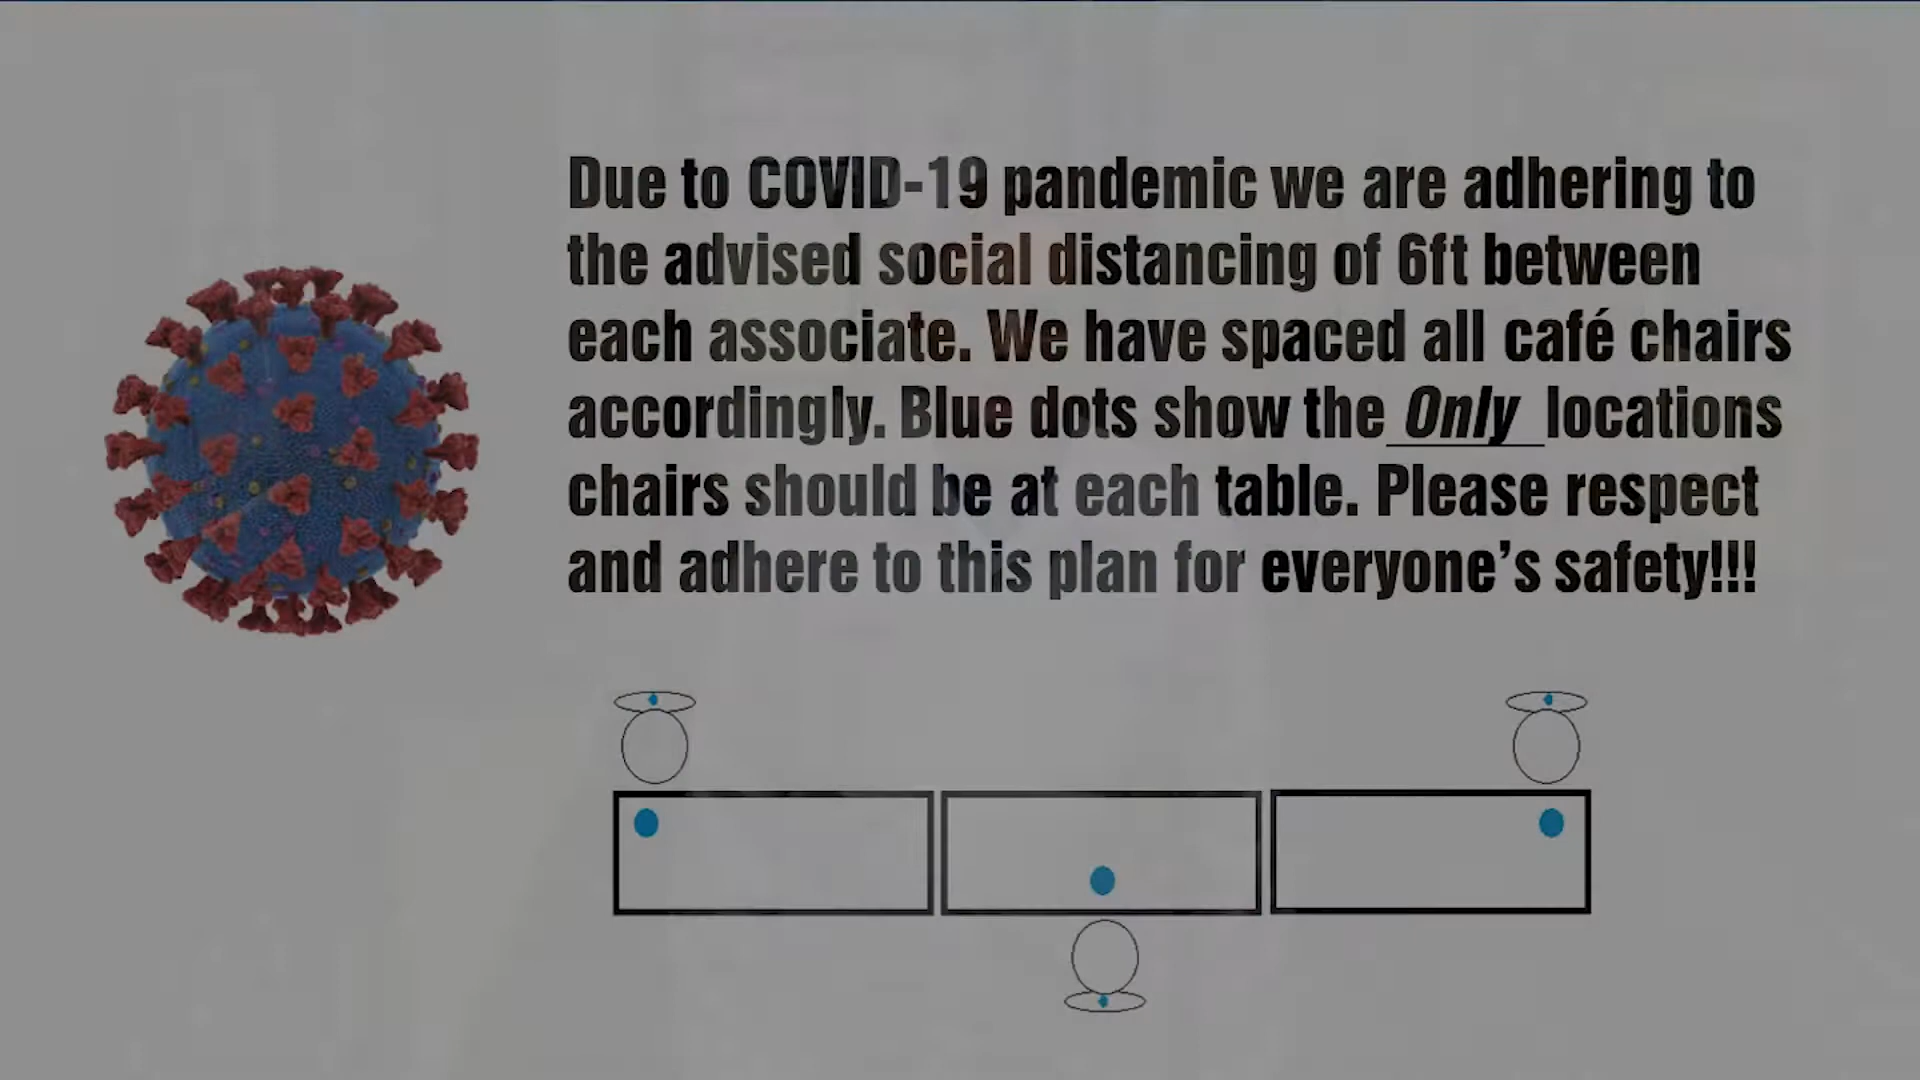 Due to COVID-19 pandemic we are adhering to
the advised social distancing of 6ft between
each associate. We have spaced all café chairs
accordingly. Blue dots show the Only locations
chairs should be at each table. Please respect
and adhere to this plan for everyone’s safety!!!